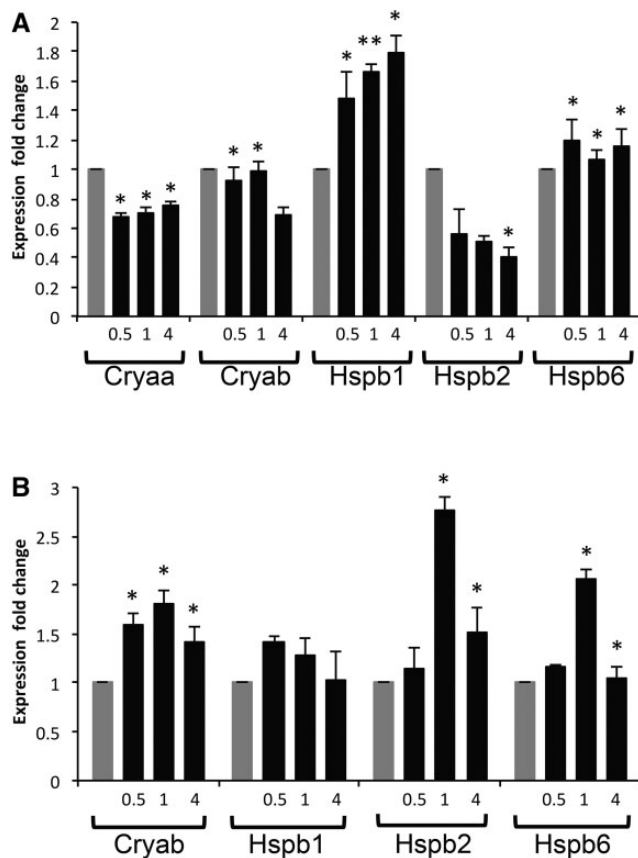 A
Expression fold change
2
1.8
1.6
1.4
1.2
1
0.8
0.6
0.4
0.2
0
* * *
* *
* ** *
*
* * *
0.5 1 4 0.5 1 4 0.5 1 4 0.5 1 4 0.5 1 4
Cryaa Cryab Hspb1 Hspb2 Hspb6
B
Expression fold change
3
2.5
2
1.5
1
0.5
0
* * *
* *
* *
0.5 1 4 0.5 1 4 0.5 1 4 0.5 1 4
Cryab Hspb1 Hspb2 Hspb6